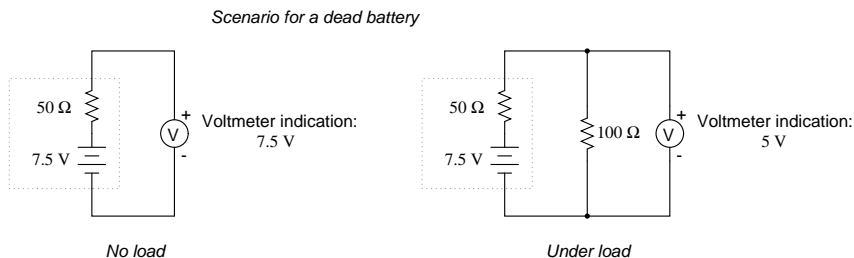 Scenario for a dead battery
50 Ω
7.5 V
+
V
-
Voltmeter indication:
7.5 V
No load
50 Ω
7.5 V
100 Ω
+
V
-
Voltmeter indication:
5 V
Under load